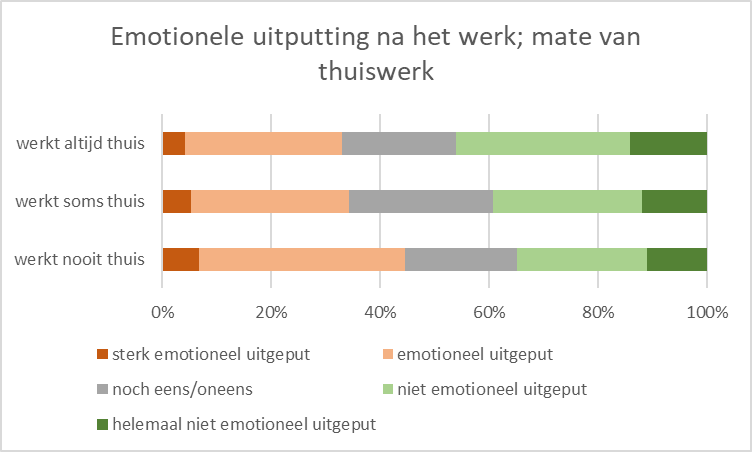 Emotionele uitputting na het werk; mate van
thuiswerk
werkt altijd thuis
werkt soms thuis
werkt nooit thuis
0% 20% 40% 60% 80% 100%
sterk emotioneel uitgeput emotioneel uitgeput
noch eens/oneens niet emotioneel uitgeput
helemaal niet emotioneel uitgeput